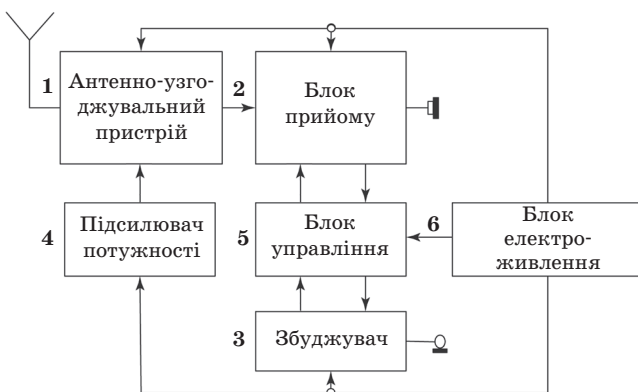 1
Антенно-узго-
джувальний
пристрій
2
Блок
прийому
4
Підсилювач
потужності
5
Блок
управління
6
Блок
електро-
живлення
3
Збуджувач